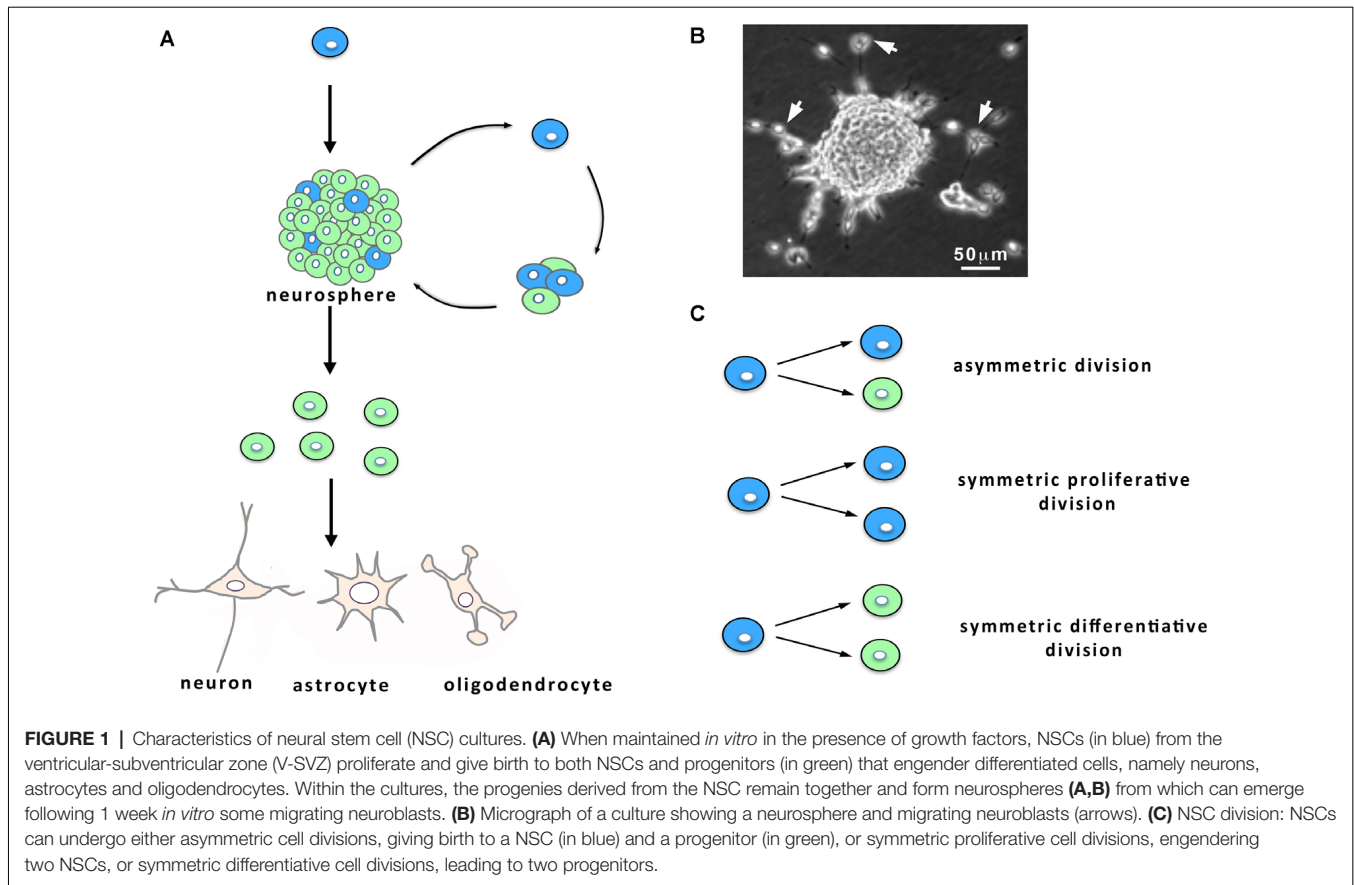 A
neurosphere
neuron astrocyte oligodendrocyte
B
50µm
C
asymmetric division
symmetric proliferative
division
symmetric differentiative
division
FIGURE 1 | Characteristics of neural stem cell (NSC) cultures. (A) When maintained in vitro in the presence of growth factors, NSCs (in blue) from the
ventricular-subventricular zone (V-SVZ) proliferate and give birth to both NSCs and progenitors (in green) that engender differentiated cells, namely neurons,
astrocytes and oligodendrocytes. Within the cultures, the progenies derived from the NSC remain together and form neurospheres (A,B) from which can emerge
following 1 week in vitro some migrating neuroblasts. (B) Micrograph of a culture showing a neurosphere and migrating neuroblasts (arrows). (C) NSC division: NSCs
can undergo either asymmetric cell divisions, giving birth to a NSC (in blue) and a progenitor (in green), or symmetric proliferative cell divisions, engendering
two NSCs, or symmetric differentiative cell divisions, leading to two progenitors.